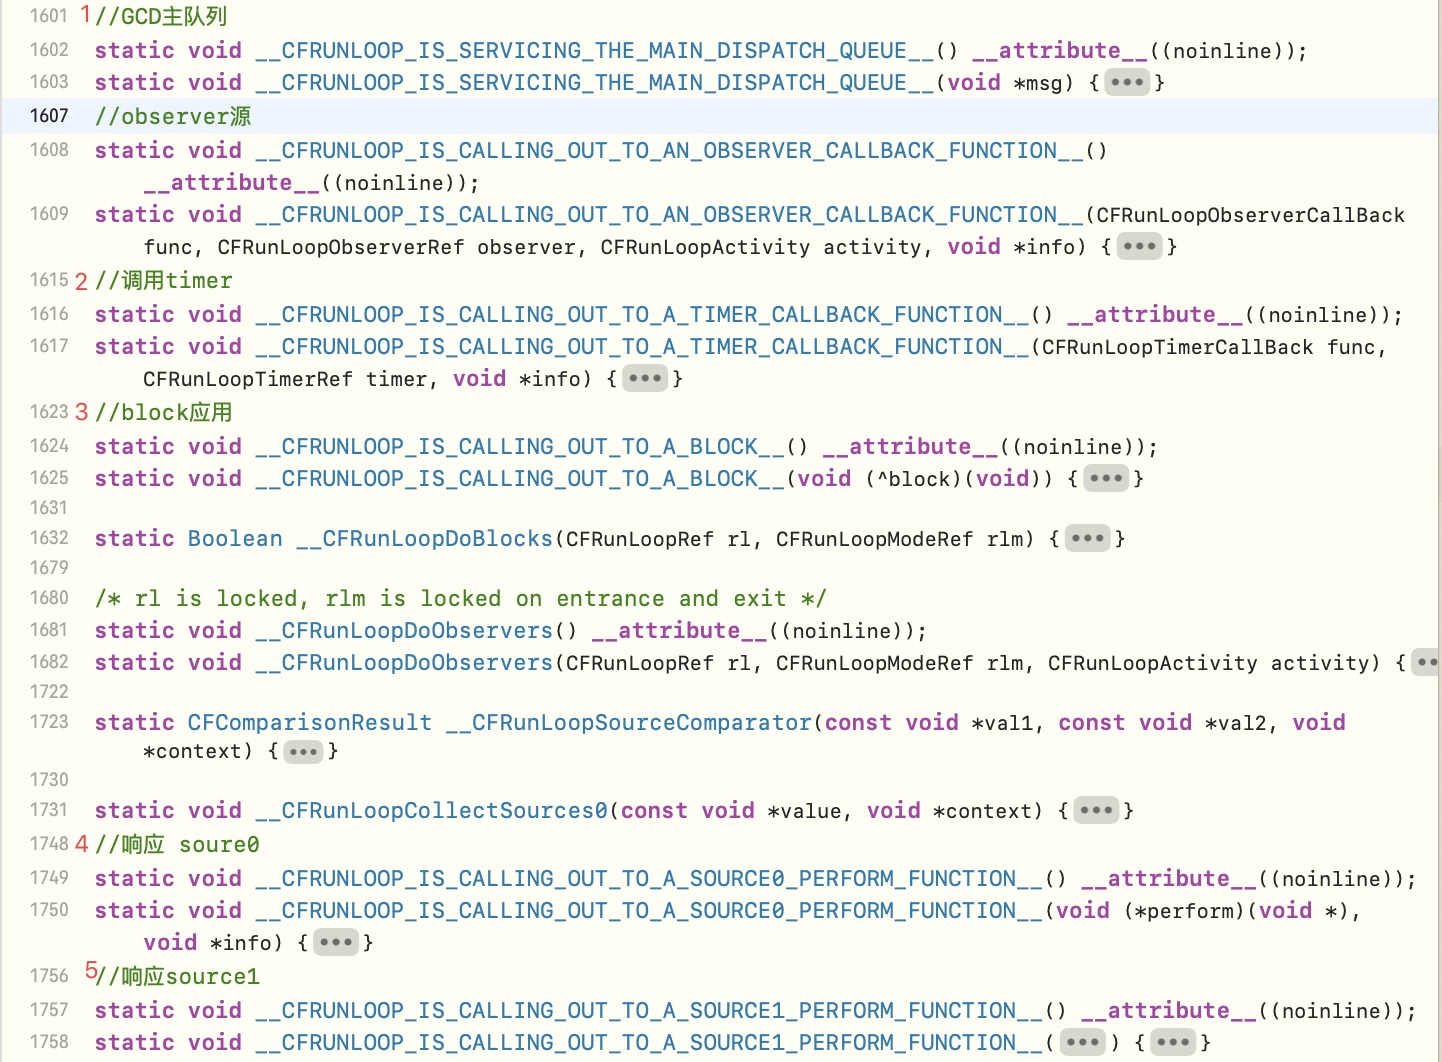 1601 1 //GCD主队列
1602 static void __CFRUNLOOP_IS_SERVICING_THE_MAIN_DISPATCH_QUEUE__() __attribute__((noinline));
1603 static void __CFRUNLOOP_IS_SERVICING_THE_MAIN_DISPATCH_QUEUE__(void *msg) {•••}
1607 //observer源
1608 static void __CFRUNLOOP_IS_CALLING_OUT_TO_AN_OBSERVER_CALLBACK_FUNCTION__()
__attribute__((noinline));
1609 static void __CFRUNLOOP_IS_CALLING_OUT_TO_AN_OBSERVER_CALLBACK_FUNCTION__(CFRunLoopObserverCallBack
func, CFRunLoopObserverRef observer, CFRunLoopActivity activity, void *info) {•••}
1615 2 //调用timer
1616 static void __CFRUNLOOP_IS_CALLING_OUT_TO_A_TIMER_CALLBACK_FUNCTION__() __attribute__((noinline));
1617 static void __CFRUNLOOP_IS_CALLING_OUT_TO_A_TIMER_CALLBACK_FUNCTION__(CFRunLoopTimerCallBack func,
CFRunLoopTimerRef timer, void *info) {•••}
1623 3 //block应用
1624 static void __CFRUNLOOP_IS_CALLING_OUT_TO_A_BLOCK__() __attribute__((noinline));
1625 static void __CFRUNLOOP_IS_CALLING_OUT_TO_A_BLOCK__(void (^block)(void)) {•••}
1631
1632 static Boolean __CFRunLoopDoBlocks(CFRunLoopRef rl, CFRunLoopModeRef rlm) {•••}
1679
1680 /* rl is locked, rlm is locked on entrance and exit */
1681 static void __CFRunLoopDoObservers() __attribute__((noinline));
1682 static void __CFRunLoopDoObservers(CFRunLoopRef rl, CFRunLoopModeRef rlm, CFRunLoopActivity activity) {••
1722
1723 static CFComparisonResult __CFRunLoopSourceComparator(const void *val1, const void *val2, void
*context) {•••}
1730
1731 static void __CFRunLoopCollectSources0(const void *value, void *context) {•••}
1748 4 //响应 soure0
1749 static void __CFRUNLOOP_IS_CALLING_OUT_TO_A_SOURCE0_PERFORM_FUNCTION__() __attribute__((noinline));
1750 static void __CFRUNLOOP_IS_CALLING_OUT_TO_A_SOURCE0_PERFORM_FUNCTION__(void (*perform)(void *),
void *info) {•••}
1756 5 //响应source1
1757 static void __CFRUNLOOP_IS_CALLING_OUT_TO_A_SOURCE1_PERFORM_FUNCTION__() __attribute__((noinline));
1758 static void __CFRUNLOOP_IS_CALLING_OUT_TO_A_SOURCE1_PERFORM_FUNCTION__(•••) {•••}